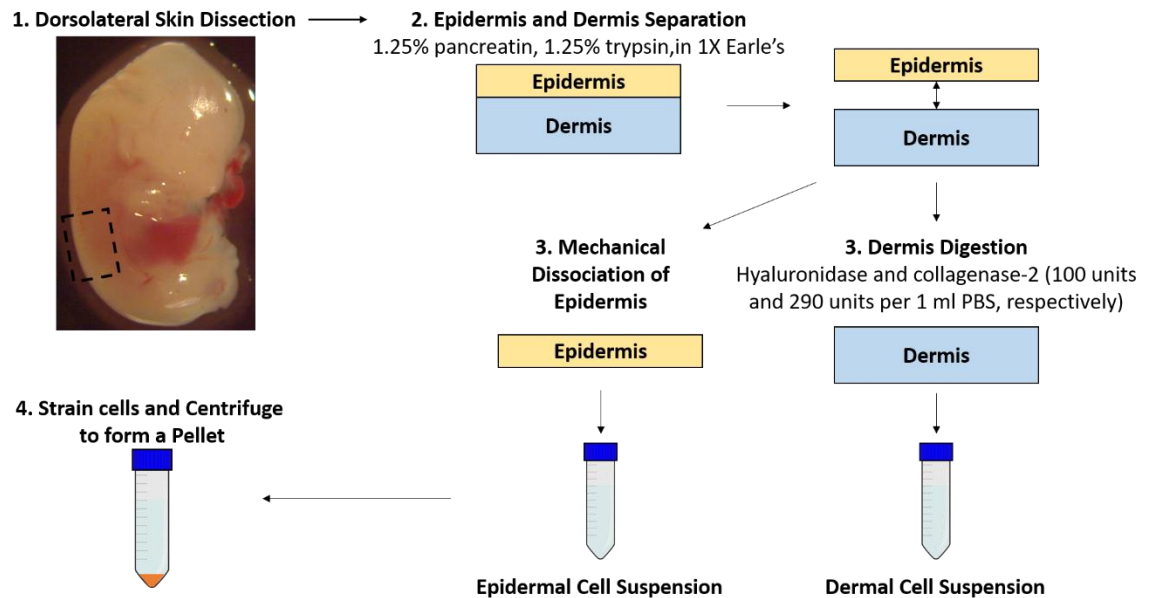 1. Dorsolateral Skin Dissection
2. Epidermis and Dermis Separation
1.25% pancreatin, 1.25% trypsin,in 1X Earle’s
Epidermis
Dermis
Epidermis
Dermis
3. Mechanical
Dissociation of
Epidermis
Epidermis
3. Dermis Digestion
Hyaluronidase and collagenase-2 (100 units
and 290 units per 1 ml PBS, respectively)
Dermis
Epidermal Cell Suspension
Dermal Cell Suspension
4. Strain cells and Centrifuge
to form a Pellet